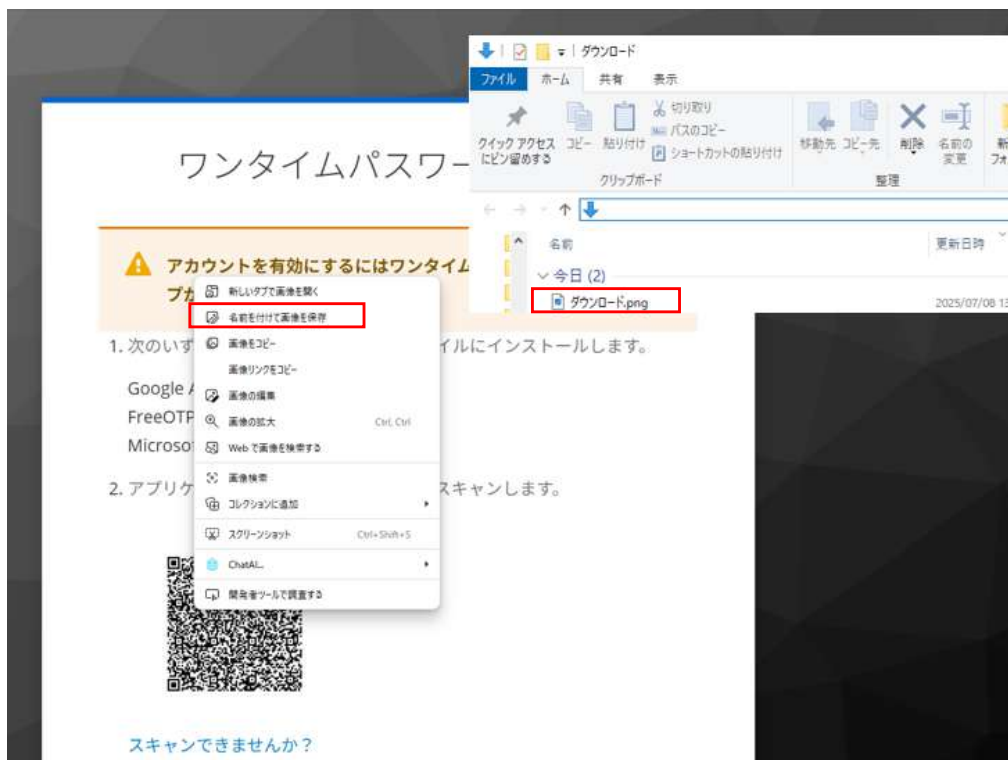 ダウンロード
ファイル ホーム 共有 表示
クイック アクセス
にピン留めする
コピー
貼り付け
切り取り
パスのコピー
ショートカットの貼り付け
移動先 コピー先 削除 名前の
変更
クリップボード 整理
名前 更新日時
今日 (2)
ダウンロード.png 2025/07/08
ワンタイムパスワー
アカウントを有効にするにはワンタイム
プ
新しいタブで画像を開く
名前を付けて画像を保存
画像をコピー
画像リンクをコピー
画像の編集
画像の拡大 Ctrl, Ctrl
Web で画像を検索する
画像検索
コレクションに追加
スクリーンショット Ctrl+Shift+S
ChatAI...
開発者ツールで調査する
1. 次のいず イルにインストールします。
Google A
FreeOTP
Microso
2. アプリケ スキャンします。
スキャンできませんか？